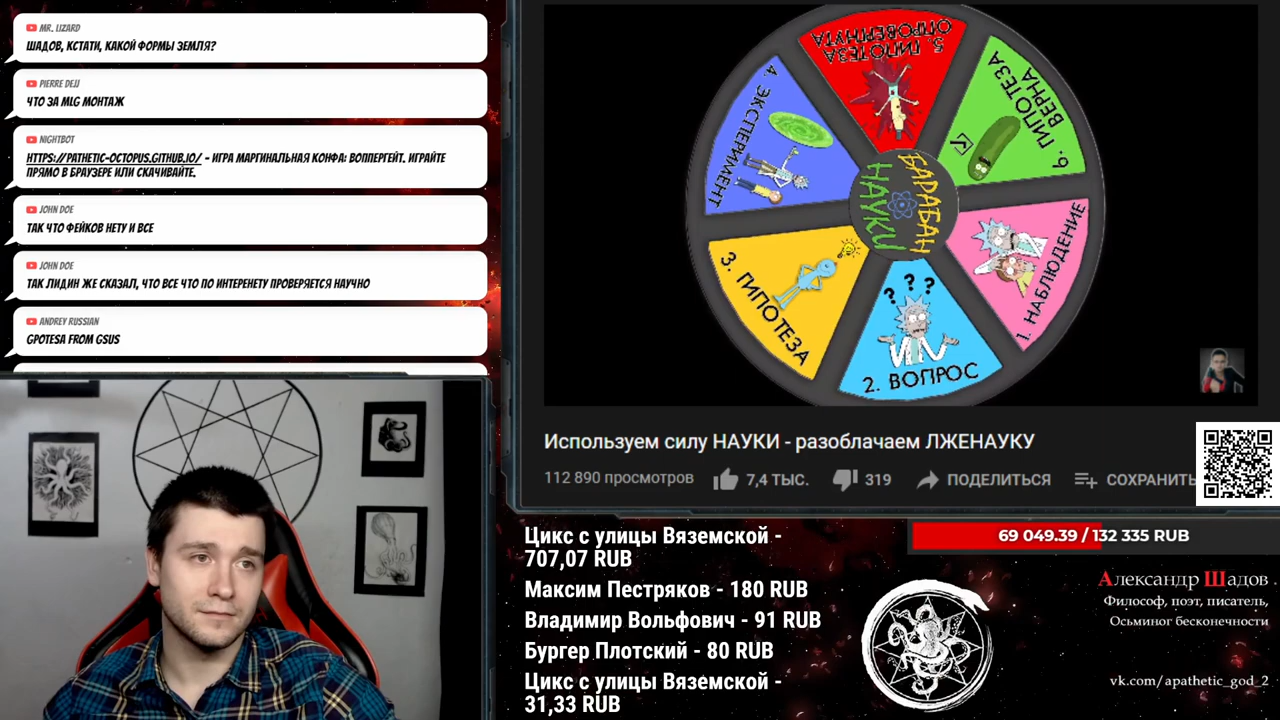 MR. LIZARD
ШАДОВ, КСТАТИ, КАКОЙ ФОРМЫ ЗЕМЛЯ?
PIERRE DEJJ
ЧТО ЗА MLG МОНТАЖ
NIGHTBOT
HTTPS://PATHETIC-OCTOPUS.GITHUB.IO/ - ИГРА МАРГИНАЛЬНАЯ КОНФА: ВОППЕРГЕЙТ. ИГРАЙТЕ
ПРЯМО В БРАУЗЕРЕ ИЛИ СКАЧИВАЙТЕ.
JOHN DOE
ТАК ЧТО ФЕЙКОВ НЕТУ И ВСЕ
JOHN DOE
ТАК ЛИДИН ЖЕ СКАЗАЛ, ЧТО ВСЕ ЧТО ПО ИНТЕРЕНЕТУ ПРОВЕРЯЕТСЯ НАУЧНО
ANDREY RUSSIAN
GPOTESA FROM GSUS
5. ГИПОТЕЗА
ОПРОВЕРГНУТА
6. ГИПОТЕЗА
ВЕРНА
4. ЭКСПЕРИМЕНТ
БАРАБАН
НАУКИ
1. НАБЛЮДЕНИЕ
3. ГИПОТЕЗА
? ? ?
2. ВОПРОС
Используем силу НАУКИ - разоблачаем ЛЖЕНАУКУ
112 890 просмотров
7,4 ТЫС.
319
ПОДЕЛИТЬСЯ
СОХРАНИТЬ
Цикс с улицы Вяземской -
707,07 RUB
Максим Пестряков - 180 RUB
Владимир Вольфович - 91 RUB
Бургер Плотский - 80 RUB
Цикс с улицы Вяземской -
31,33 RUB
69 049.39 / 132 335 RUB
Александр Шадов
Философ, поэт, писатель,
Осьминог бесконечности
vk.com/apathetic_god_2